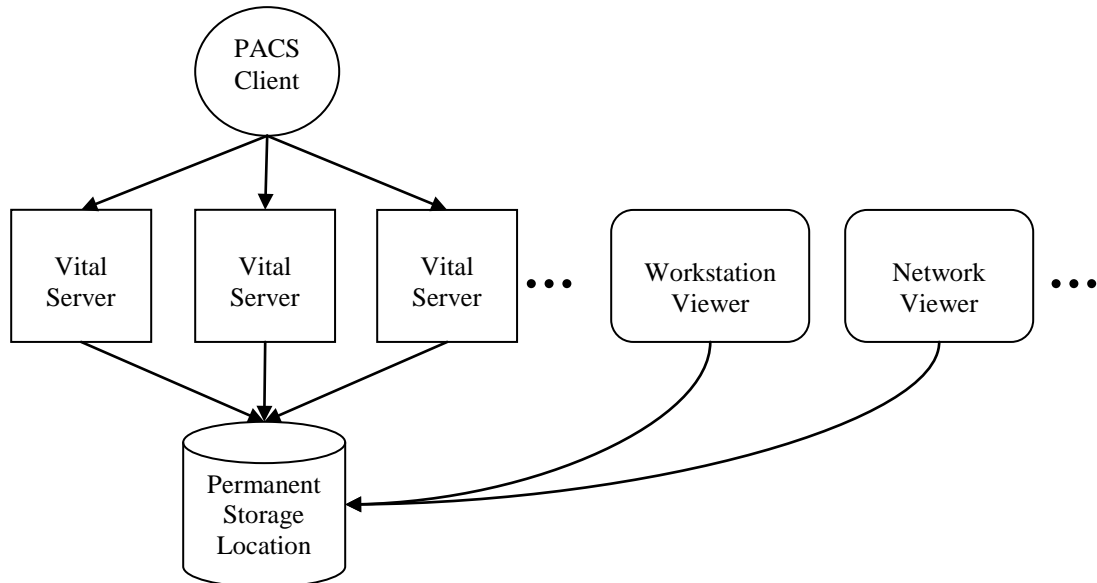 PACS
Client
Vital
Server
Vital
Server
Vital
Server
•••
Workstation
Viewer
Network
Viewer
•••
Permanent
Storage
Location